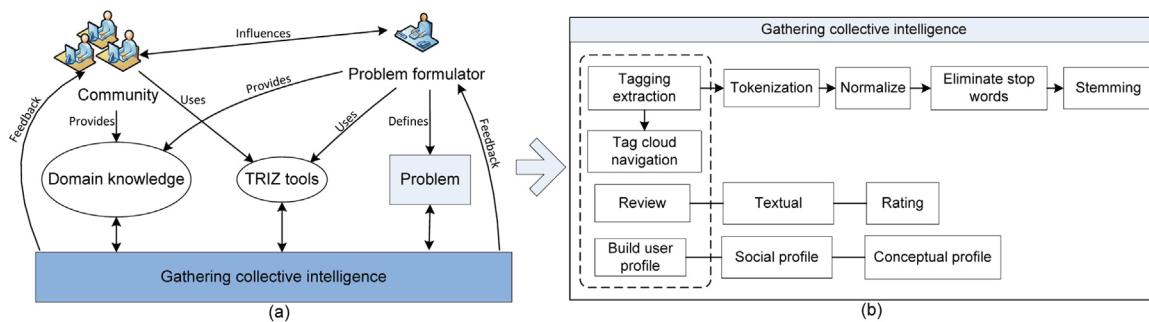 Influences
Community
Problem formulator
Provides
Uses
Provides
Uses
Defines
Feedback
Feedback
Domain knowledge
TRIZ tools
Problem
Gathering collective intelligence
(a)
Gathering collective intelligence
Tagging
extraction
Tokenization
Normalize
Eliminate stop
words
Stemming
Tag cloud
navigation
Review
Textual
Rating
Build user
profile
Social profile
Conceptual profile
(b)